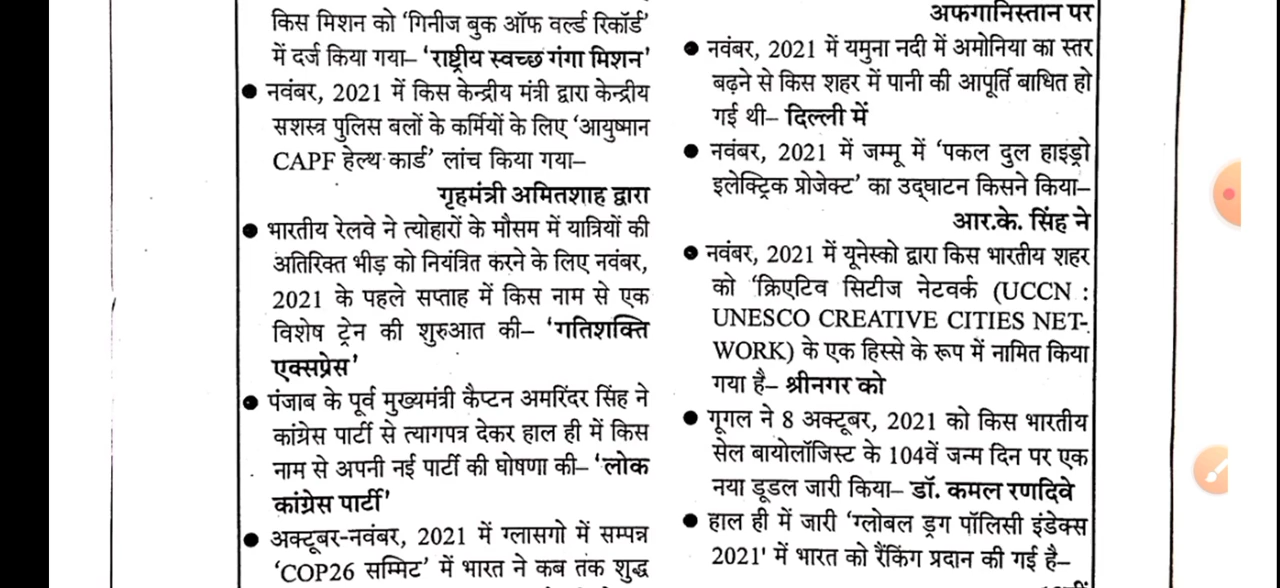 किस मिशन को ‘गिनीज बुक ऑफ वर्ल्ड रिकॉर्ड’
में दर्ज किया गया– ‘राष्ट्रीय स्वच्छ गंगा मिशन’
● नवंबर, 2021 में किस केन्द्रीय मंत्री द्वारा केन्द्रीय
सशस्त्र पुलिस बलों के कर्मियों के लिए ‘आयुष्मान
CAPF हेल्थ कार्ड’ लांच किया गया–
गृहमंत्री अमितशाह द्वारा
● भारतीय रेलवे ने त्योहारों के मौसम में यात्रियों की
अतिरिक्त भीड़ को नियंत्रित करने के लिए नवंबर,
2021 के पहले सप्ताह में किस नाम से एक
विशेष ट्रेन की शुरुआत की– ‘गतिशक्ति
एक्सप्रेस’
● पंजाब के पूर्व मुख्यमंत्री कैप्टन अमरिंदर सिंह ने
कांग्रेस पार्टी से त्यागपत्र देकर हाल ही में किस
नाम से अपनी नई पार्टी की घोषणा की– ‘लोक
कांग्रेस पार्टी’
● अक्टूबर-नवंबर, 2021 में ग्लासगो में सम्पन्न
‘COP26 सम्मिट’ में भारत ने कब तक शुद्ध
अफगानिस्तान पर
● नवंबर, 2021 में यमुना नदी में अमोनिया का स्तर
बढ़ने से किस शहर में पानी की आपूर्ति बाधित हो
गई थी– दिल्ली में
● नवंबर, 2021 में जम्मू में ‘पकल दुल हाइड्रो
इलेक्ट्रिक प्रोजेक्ट’ का उद्घाटन किसने किया–
आर.के. सिंह ने
● नवंबर, 2021 में यूनेस्को द्वारा किस भारतीय शहर
को ‘क्रिएटिव सिटीज नेटवर्क (UCCN :
UNESCO CREATIVE CITIES NET-
WORK) के एक हिस्से के रूप में नामित किया
गया है– श्रीनगर को
● गूगल ने 8 अक्टूबर, 2021 को किस भारतीय
सेल बायोलॉजिस्ट के 104वें जन्म दिन पर एक
नया डूडल जारी किया– डॉ. कमल रणदिवे
● हाल ही में जारी ‘ग्लोबल ड्रग पॉलिसी इंडेक्स
2021' में भारत को रैंकिंग प्रदान की गई है–